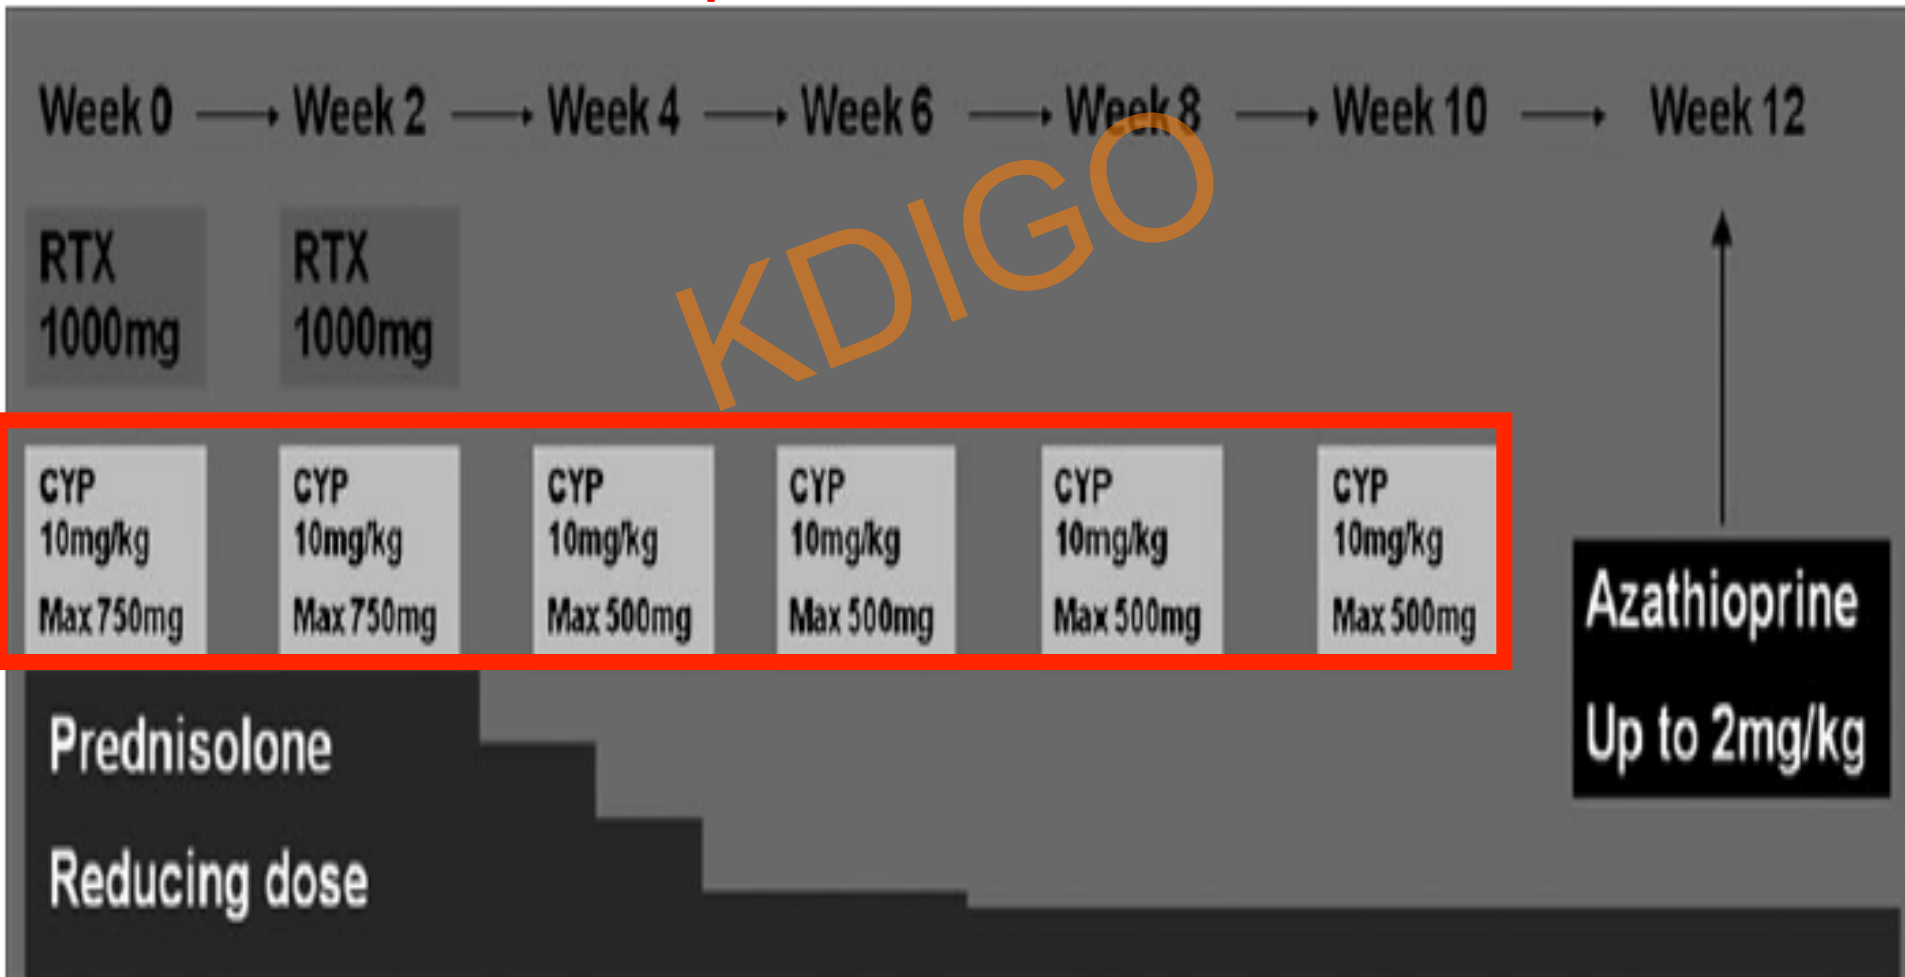 Week 0 Week 2 Week 4 Week 6 Week 8 Week 10 Week 12
RTX
1000mg
RTX
1000mg
KDIGO
CYP
10mg/kg
Max 750mg
CYP
10mg/kg
Max 750mg
CYP
10mg/kg
Max 500mg
CYP
10mg/kg
Max 500mg
CYP
10mg/kg
Max 500mg
CYP
10mg/kg
Max 500mg
Azathioprine
Up to 2mg/kg
Prednisolone
Reducing dose